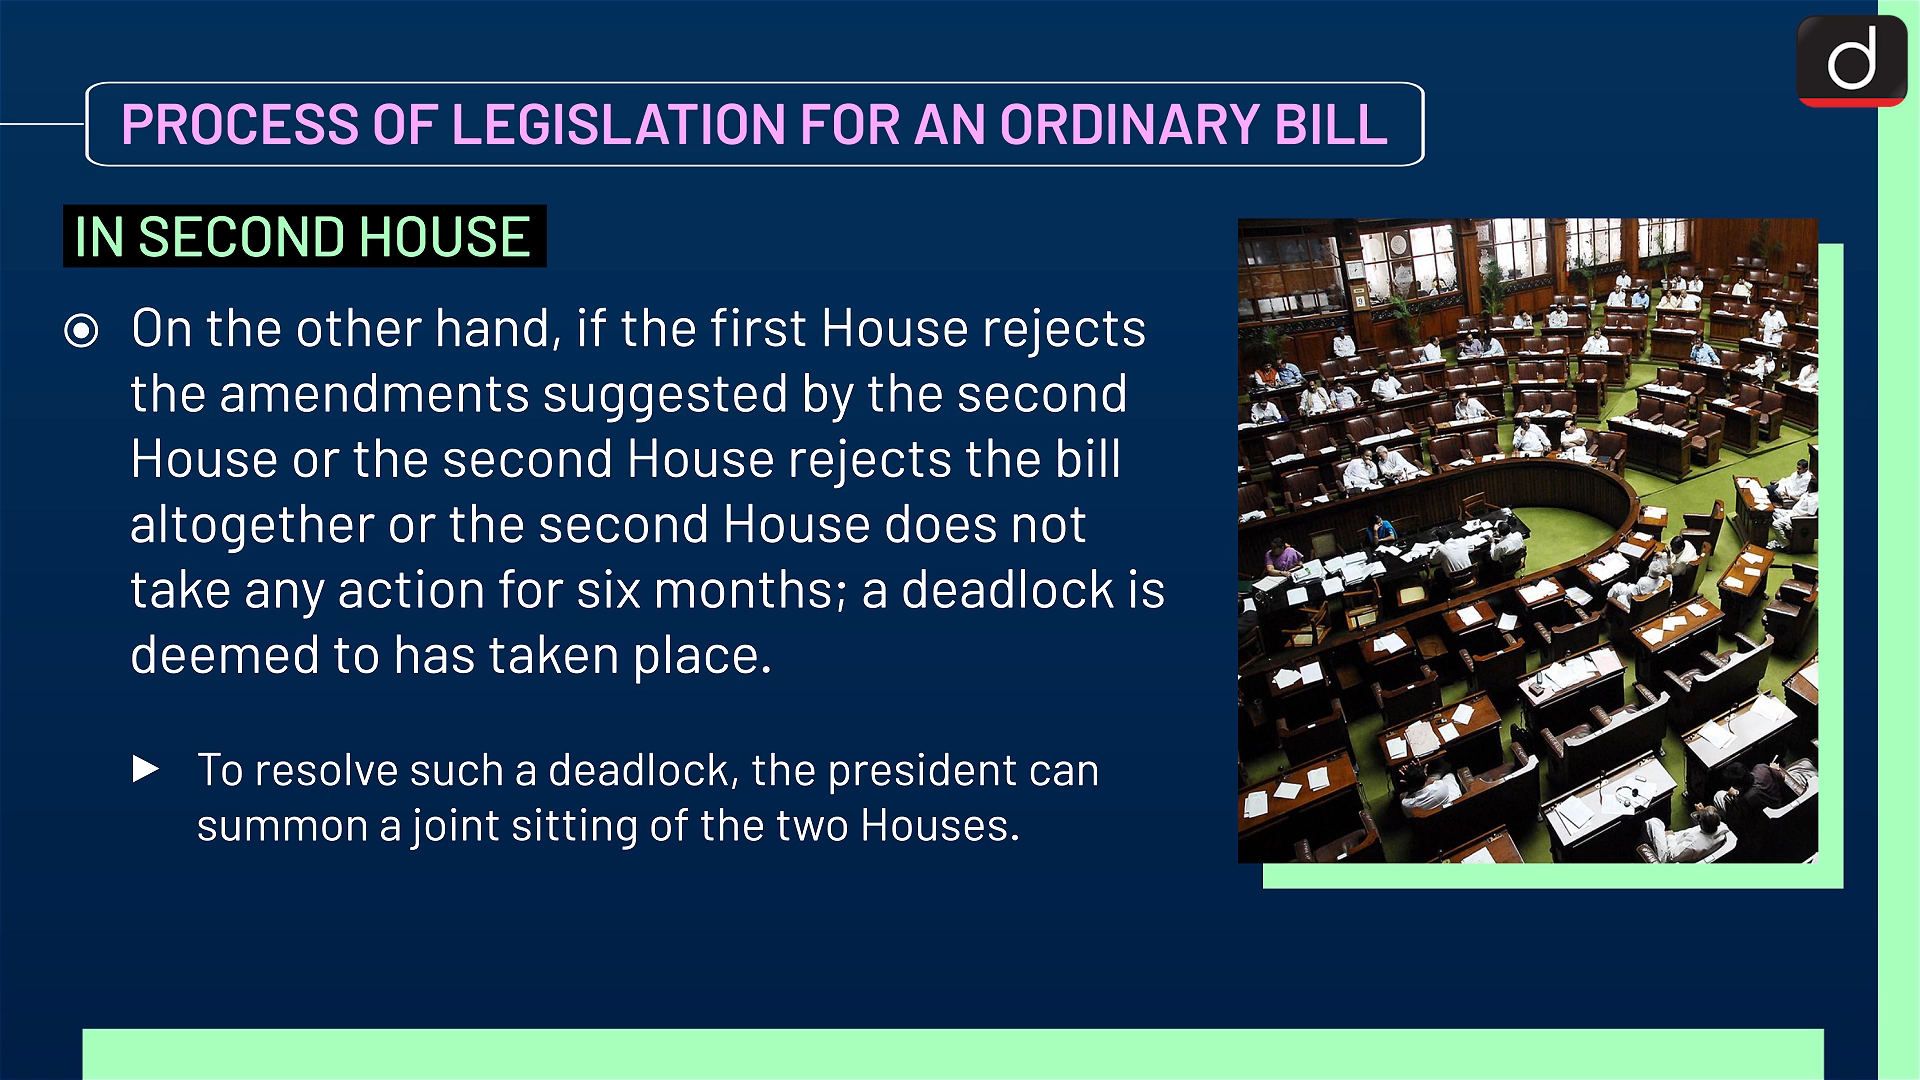 d
PROCESS OF LEGISLATION FOR AN ORDINARY BILL
IN SECOND HOUSE
On the other hand, if the first House rejects
the amendments suggested by the second
House or the second House rejects the bill
altogether or the second House does not
take any action for six months; a deadlock is
deemed to has taken place.
To resolve such a deadlock, the president can
summon a joint sitting of the two Houses.